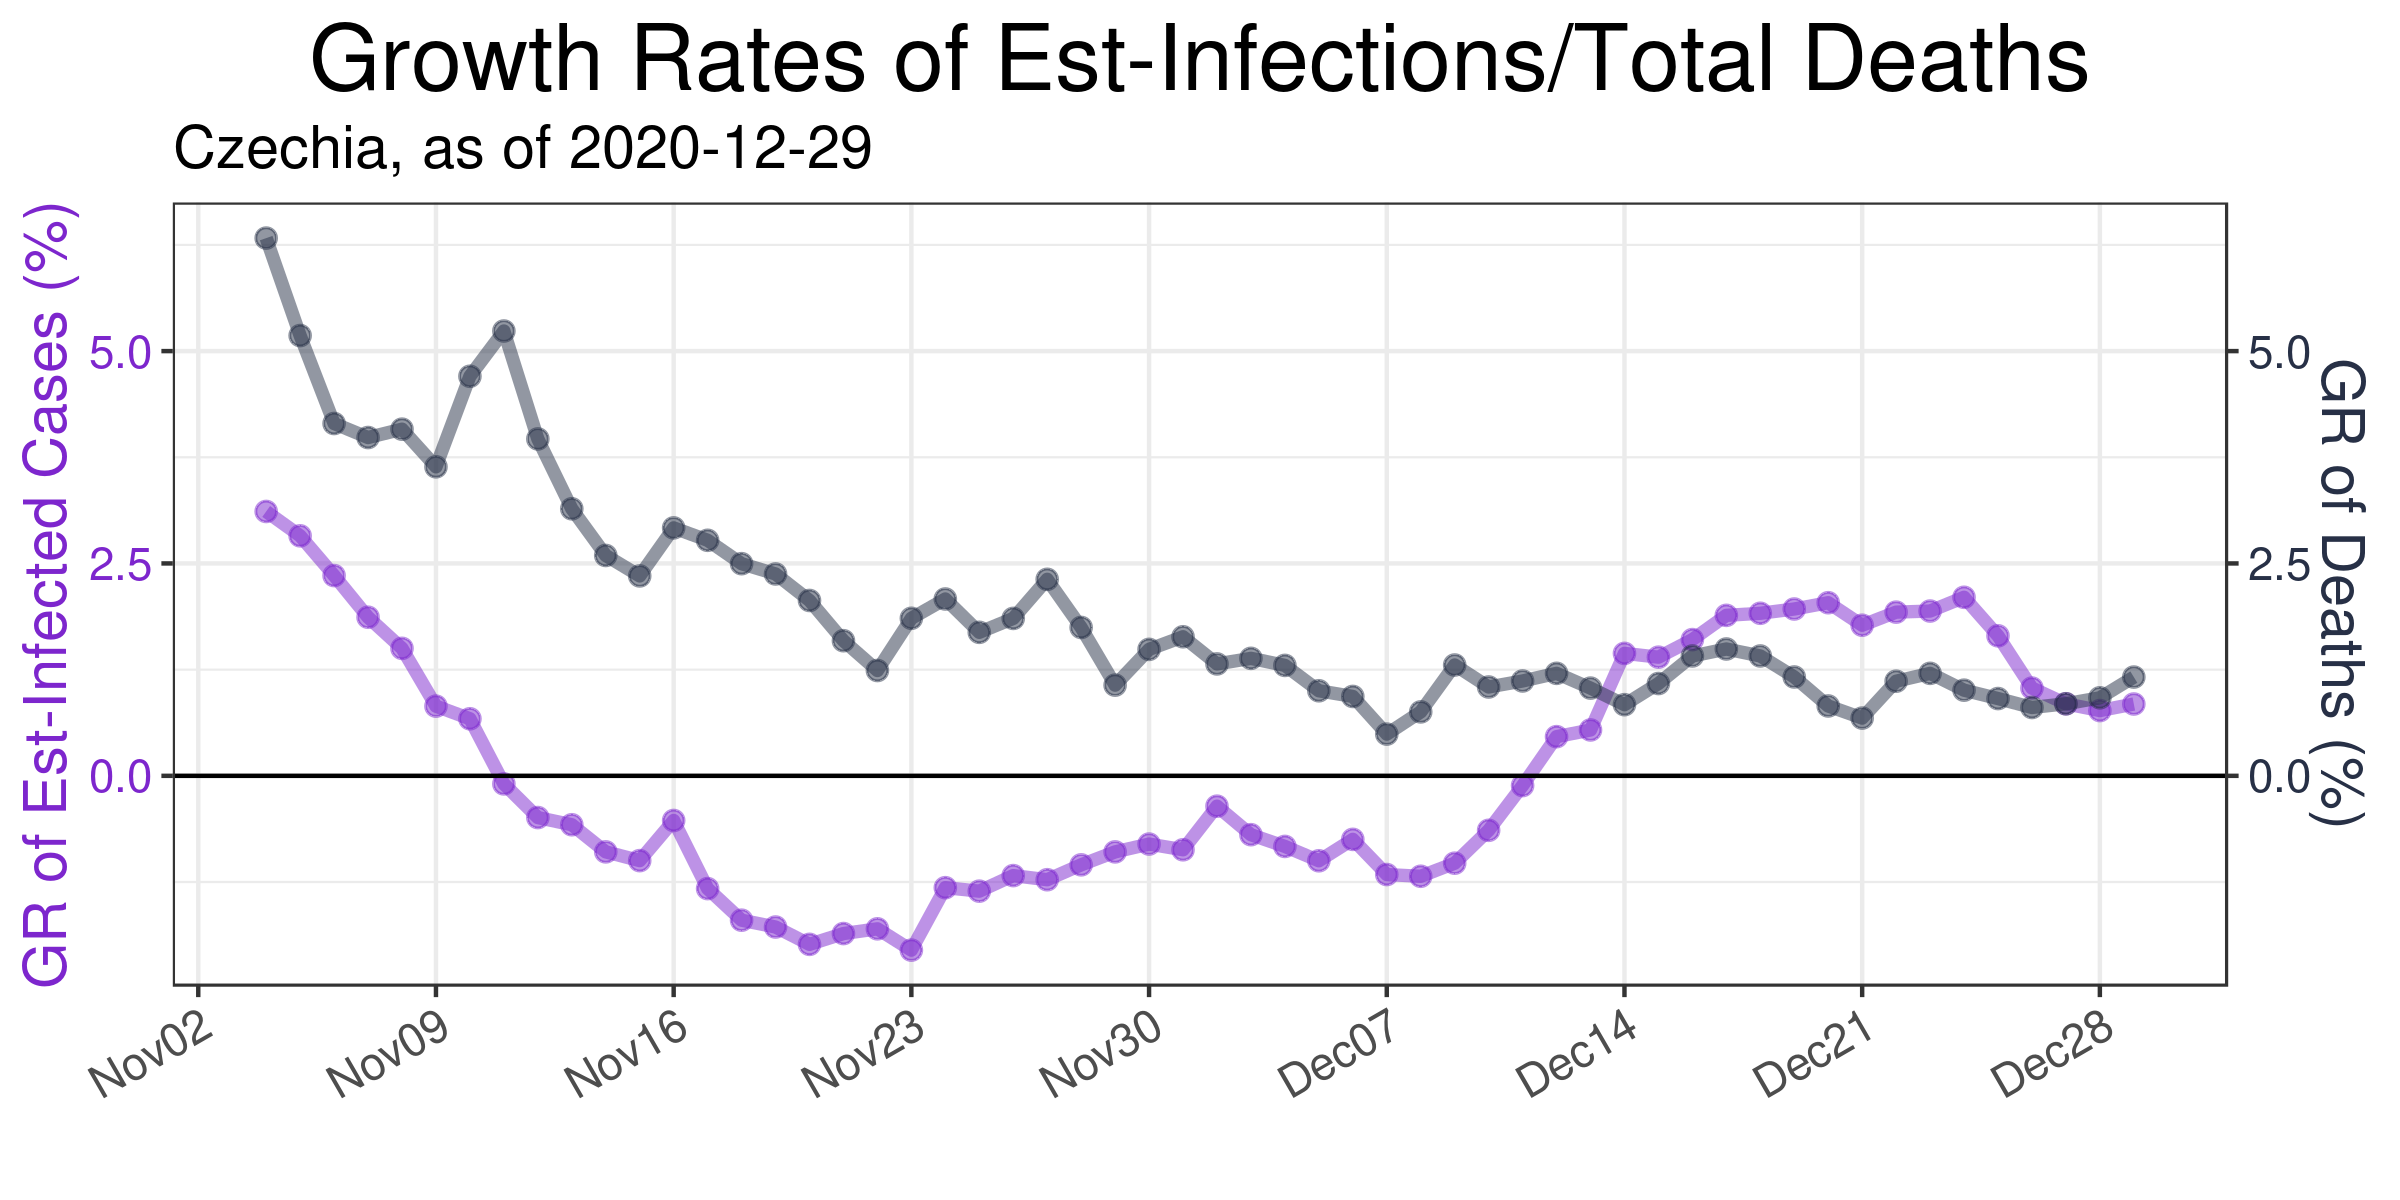 Growth Rates of Est-Infections/Total Deaths
Czechia, as of 2020-12-29
GR of Est-Infected Cases (%)
5.0
2.5
0.0
5.0
2.5
0.0
GR of Deaths (%)
Nov02
Nov09
Nov16
Nov23
Nov30
Dec07
Dec14
Dec21
Dec28